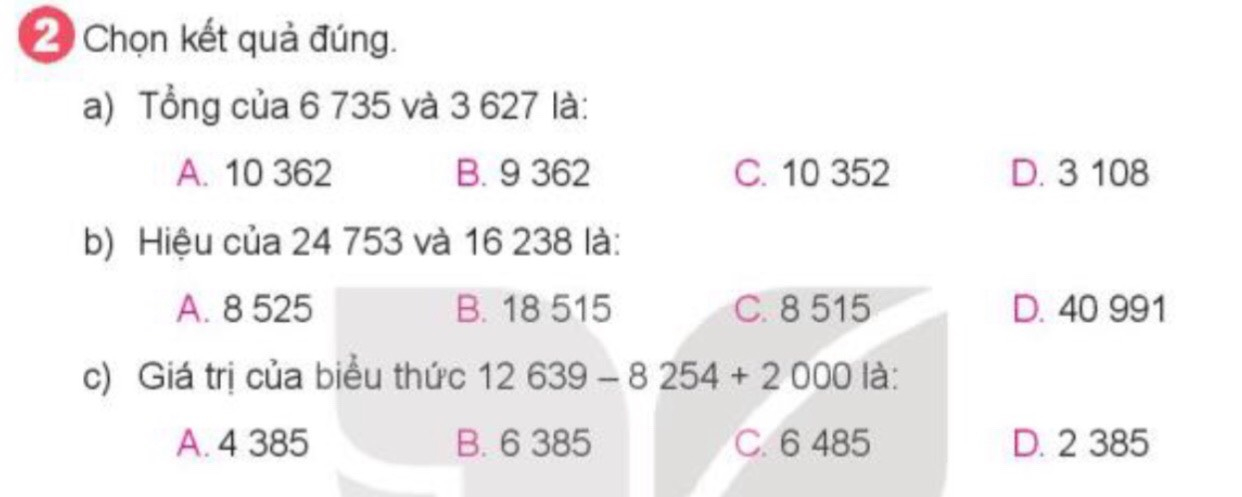 2 Chọn kết quả đúng.
a) Tổng của 6 735 và 3 627 là:
A. 10 362 B. 9 362 C. 10 352 D. 3 108
b) Hiệu của 24 753 và 16 238 là:
A. 8 525 B. 18 515 C. 8 515 D. 40 991
c) Giá trị của biểu thức 12 639 – 8 254 + 2 000 là:
A. 4 385 B. 6 385 C. 6 485 D. 2 385